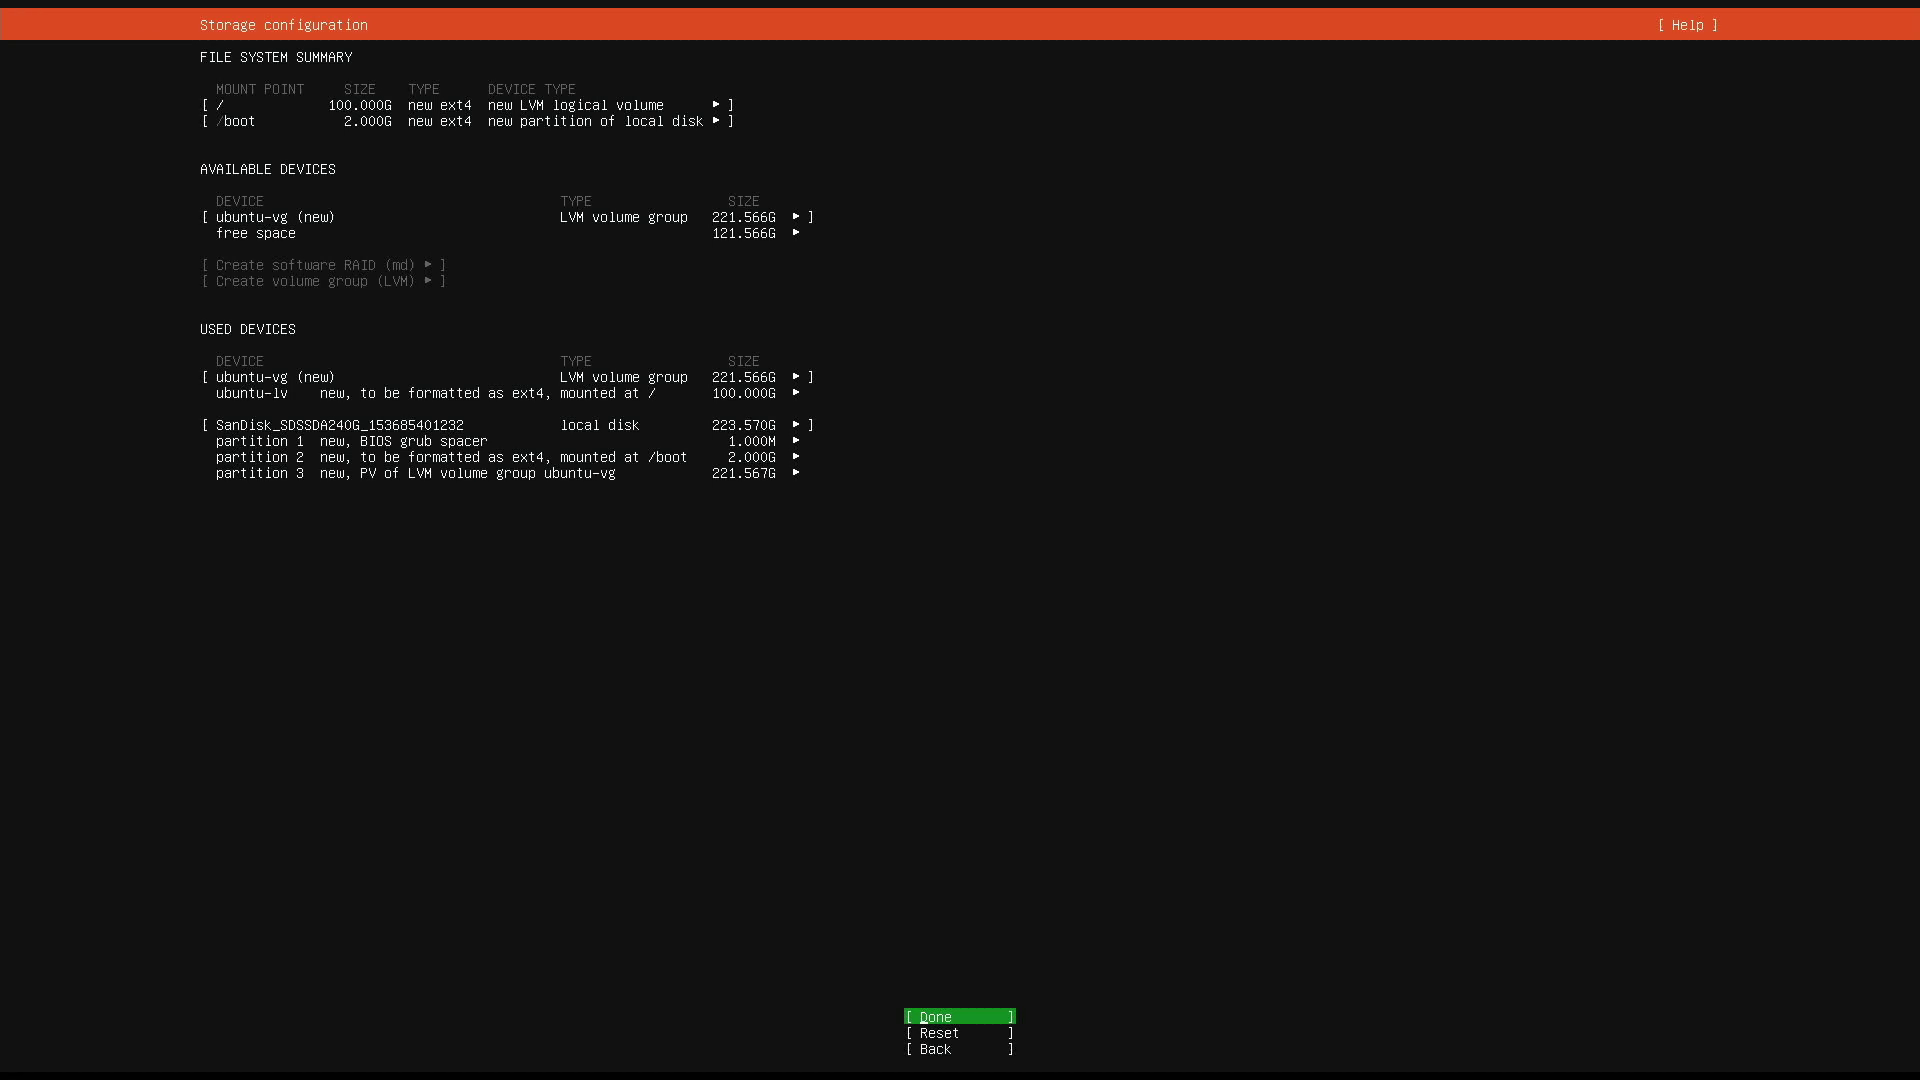 Storage configuration [ Help ]
FILE SYSTEM SUMMARY
MOUNT POINT SIZE TYPE DEVICE TYPE
[ / 100.000G new ext4 new LVM logical volume ▸ ]
[ /boot 2.000G new ext4 new partition of local disk ▸ ]
AVAILABLE DEVICES
DEVICE TYPE SIZE
[ ubuntu-vg (new) LVM volume group 221.566G ▸ ]
free space 121.566G ▸
[ Create software RAID (md) ▸ ]
[ Create volume group (LVM) ▸ ]
USED DEVICES
DEVICE TYPE SIZE
[ ubuntu-vg (new) LVM volume group 221.566G ▸ ]
ubuntu-lv new, to be formatted as ext4, mounted at / 100.000G ▸
[ SanDisk_SDSSDA240G_153685401232 local disk 223.570G ▸ ]
partition 1 new, BIOS grub spacer 1.000M ▸
partition 2 new, to be formatted as ext4, mounted at /boot 2.000G ▸
partition 3 new, PV of LVM volume group ubuntu-vg 221.567G ▸
[ Done ]
[ Reset ]
[ Back ]